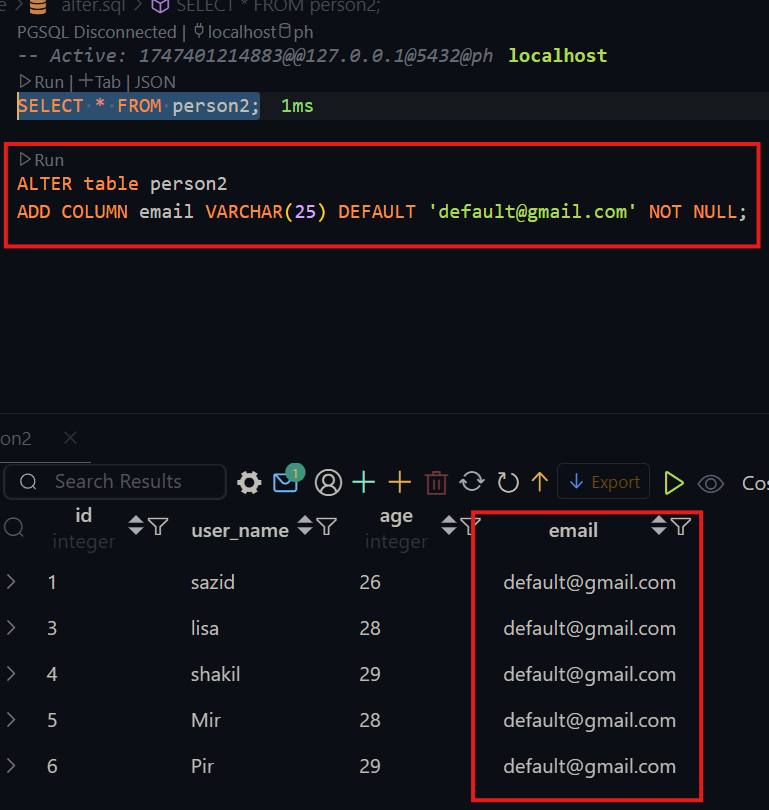 e > alter.sql > SELECT * FROM person2;
PGSQL Disconnected | localhost ph
-- Active: 1747401214883@@127.0.0.1@5432@ph localhost
Run | Tab | JSON
SELECT * FROM person2; 1ms
Run
ALTER table person2
ADD COLUMN email VARCHAR(25) DEFAULT 'default@gmail.com' NOT NULL;
on2
Search Results 1 Export Cos
id user_name age email
integer integer
1 sazid 26 default@gmail.com
3 lisa 28 default@gmail.com
4 shakil 29 default@gmail.com
5 Mir 28 default@gmail.com
6 Pir 29 default@gmail.com